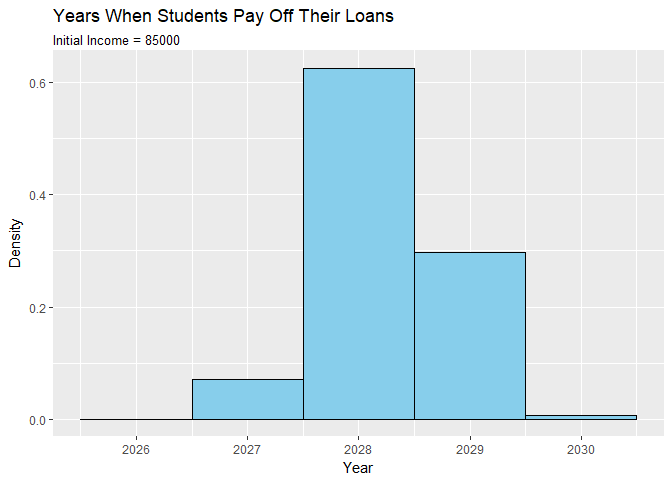 Years When Students Pay Off Their Loans
Initial Income = 85000
0.6
0.4
0.2
0.0
Density
2026 2027 2028 2029 2030
Year